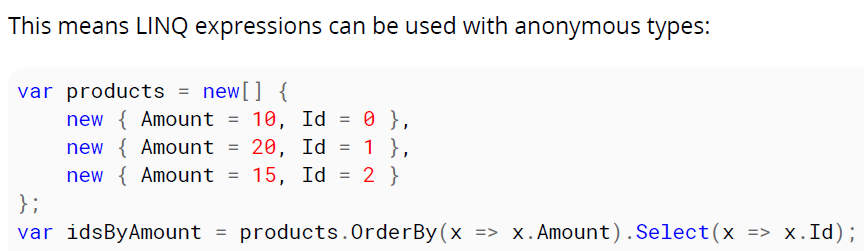 This means LINQ expressions can be used with anonymous types:
var products = new[] {
    new { Amount = 10, Id = 0 },
    new { Amount = 20, Id = 1 },
    new { Amount = 15, Id = 2 }
};
var idsByAmount = products.OrderBy(x => x.Amount).Select(x => x.Id);